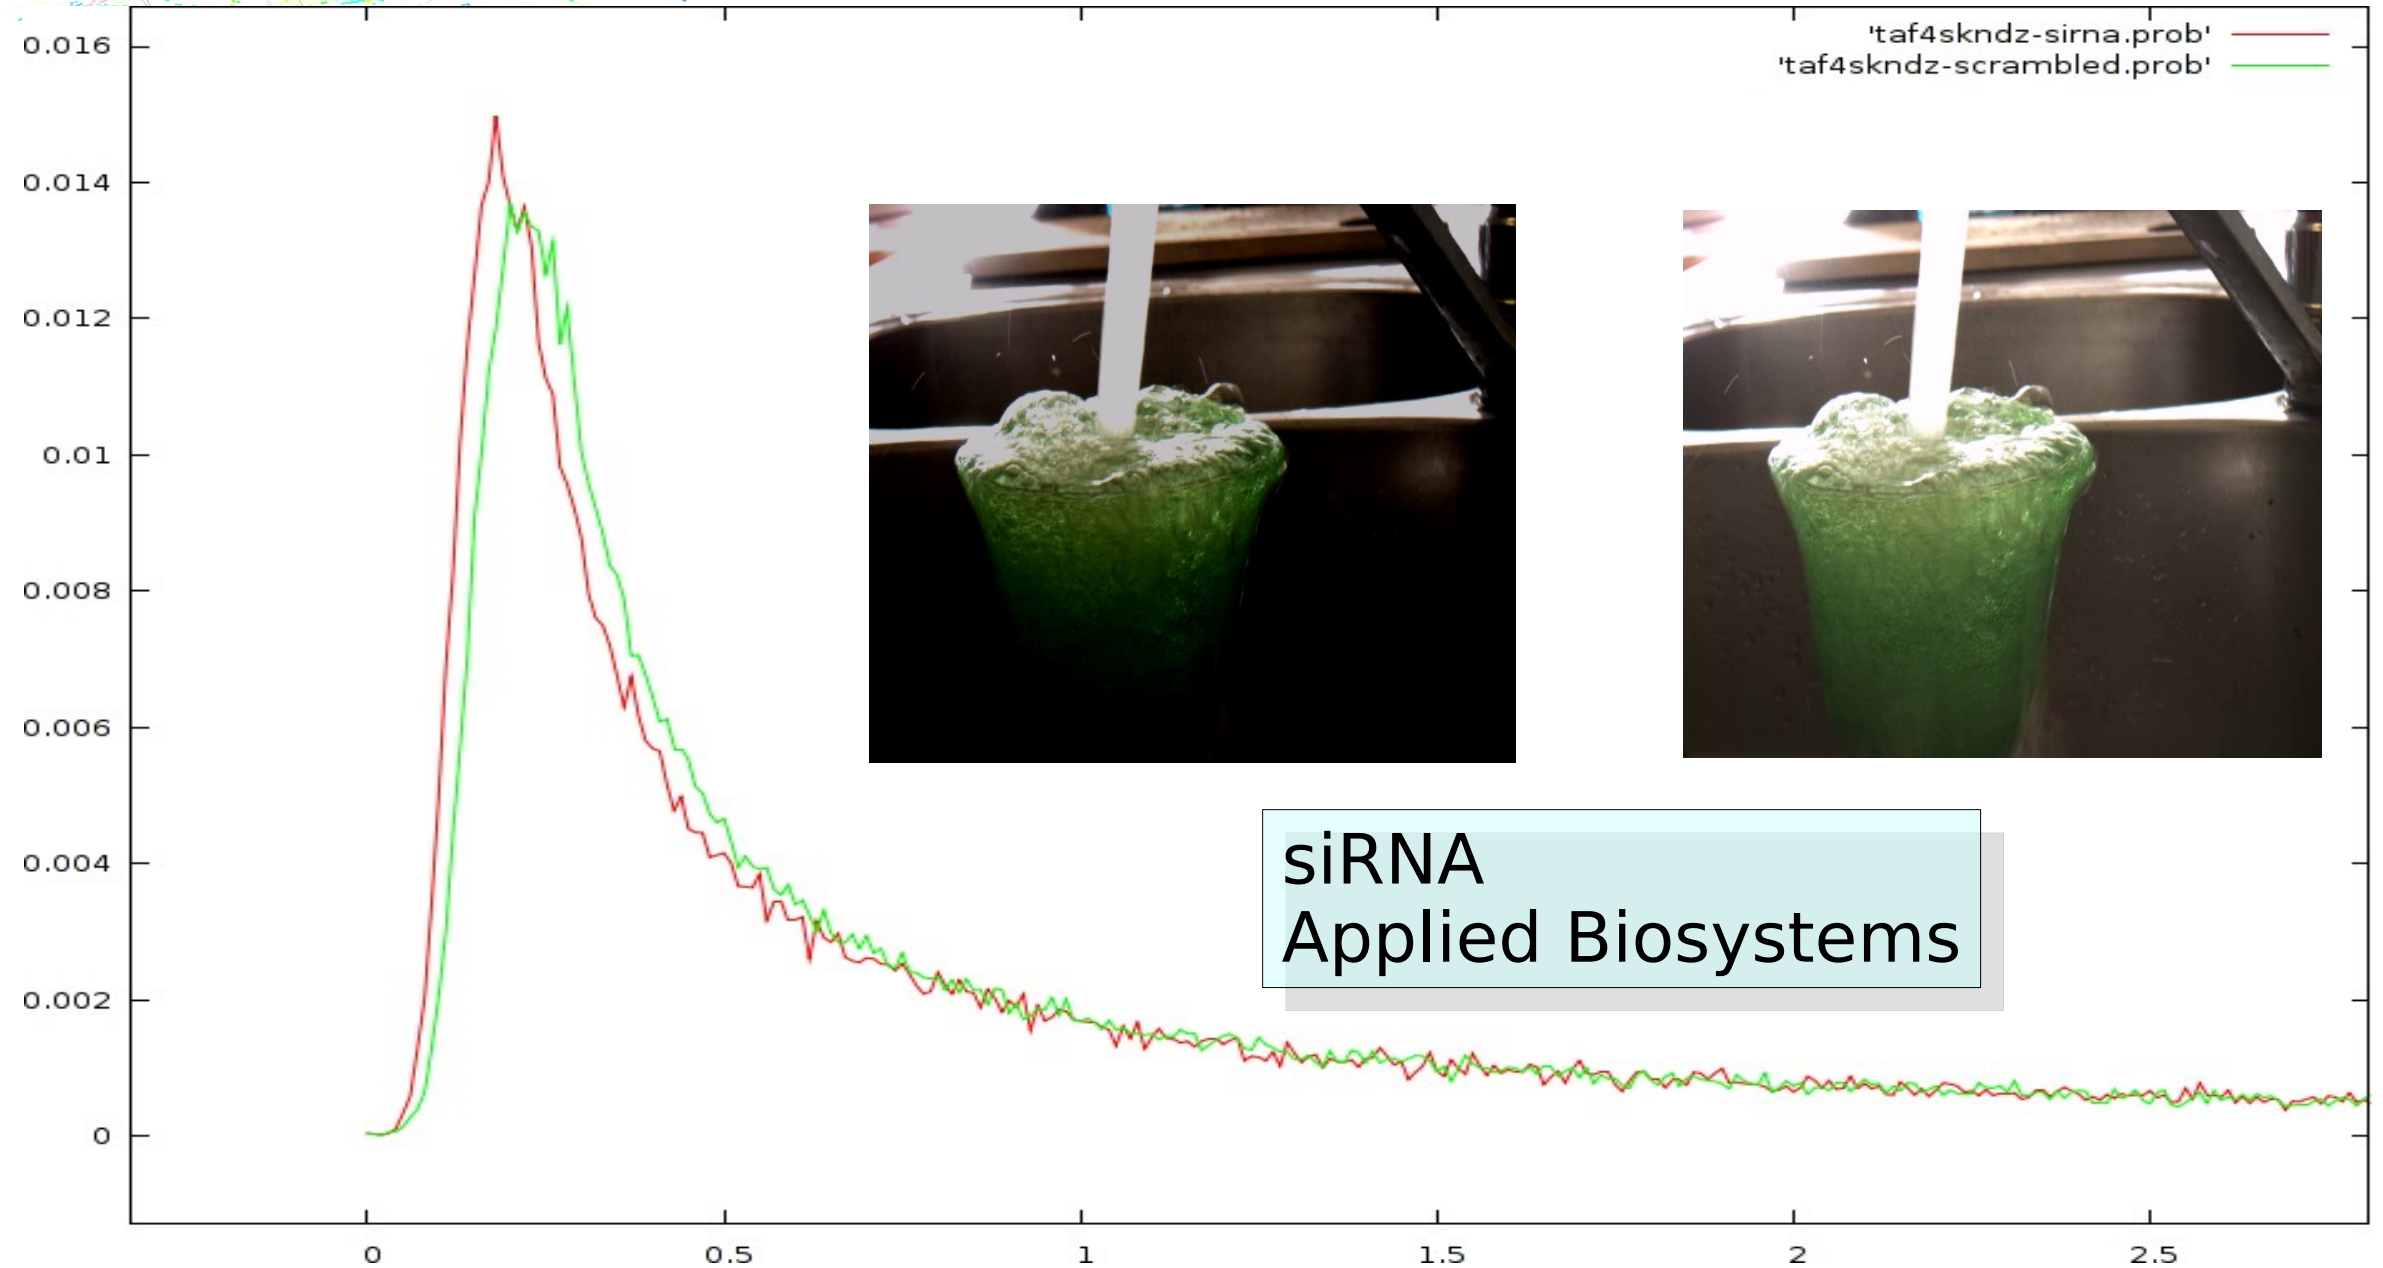 'taf4skndz-sirna.prob'
'taf4skndz-scrambled.prob'
0.016
0.014
0.012
0.01
0.008
0.006
0.004
0.002
0
siRNA
Applied Biosystems
0 0.5 1 1.5 2 2.5